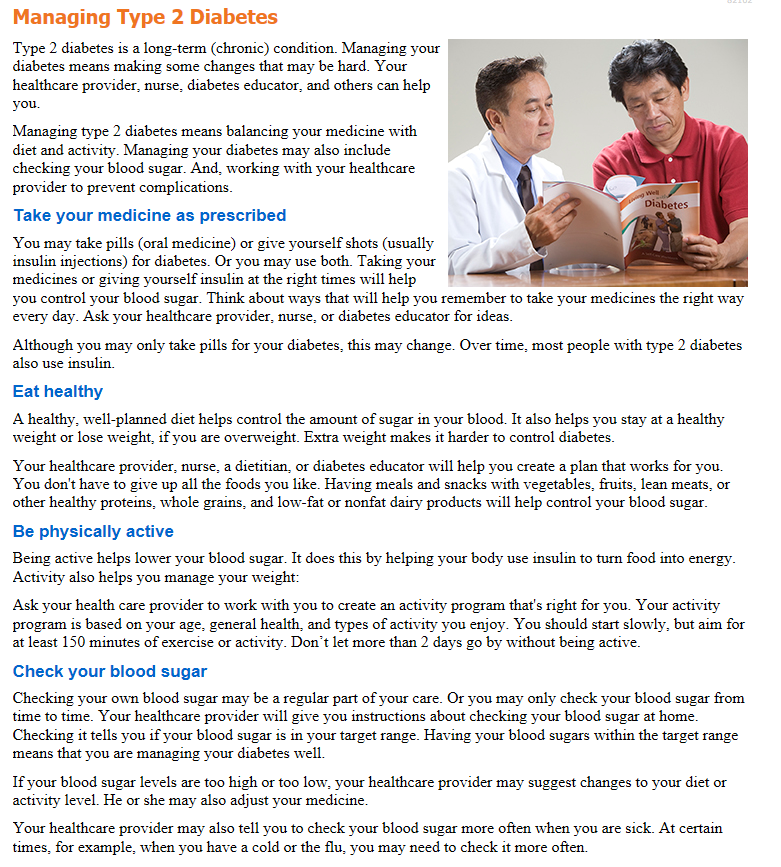 Managing Type 2 Diabetes
Type 2 diabetes is a long-term (chronic) condition. Managing your
diabetes means making some changes that may be hard. Your
healthcare provider, nurse, diabetes educator, and others can help
you.
Managing type 2 diabetes means balancing your medicine with
diet and activity. Managing your diabetes may also include
checking your blood sugar. And, working with your healthcare
provider to prevent complications.
Living Well
Diabetes
Take your medicine as prescribed
You may take pills (oral medicine) or give yourself shots (usually
insulin injections) for diabetes. Or you may use both. Taking your
medicines or giving yourself insulin at the right times will help
you control your blood sugar. Think about ways that will help you remember to take your medicines the right way
every day. Ask your healthcare provider, nurse, or diabetes educator for ideas.
Although you may only take pills for your diabetes, this may change. Over time, most people with type 2 diabetes
also use insulin.
Eat healthy
A healthy, well-planned diet helps control the amount of sugar in your blood. It also helps you stay at a healthy
weight or lose weight, if you are overweight. Extra weight makes it harder to control diabetes.
Your healthcare provider, nurse, a dietitian, or diabetes educator will help you create a plan that works for you.
You don't have to give up all the foods you like. Having meals and snacks with vegetables, fruits, lean meats, or
other healthy proteins, whole grains, and low-fat or nonfat dairy products will help control your blood sugar.
Be physically active
Being active helps lower your blood sugar. It does this by helping your body use insulin to turn food into energy.
Activity also helps you manage your weight:
Ask your health care provider to work with you to create an activity program that's right for you. Your activity
program is based on your age, general health, and types of activity you enjoy. You should start slowly, but aim for
at least 150 minutes of exercise or activity. Don’t let more than 2 days go by without being active.
Check your blood sugar
Checking your own blood sugar may be a regular part of your care. Or you may only check your blood sugar from
time to time. Your healthcare provider will give you instructions about checking your blood sugar at home.
Checking it tells you if your blood sugar is in your target range. Having your blood sugars within the target range
means that you are managing your diabetes well.
If your blood sugar levels are too high or too low, your healthcare provider may suggest changes to your diet or
activity level. He or she may also adjust your medicine.
Your healthcare provider may also tell you to check your blood sugar more often when you are sick. At certain
times, for example, when you have a cold or the flu, you may need to check it more often.